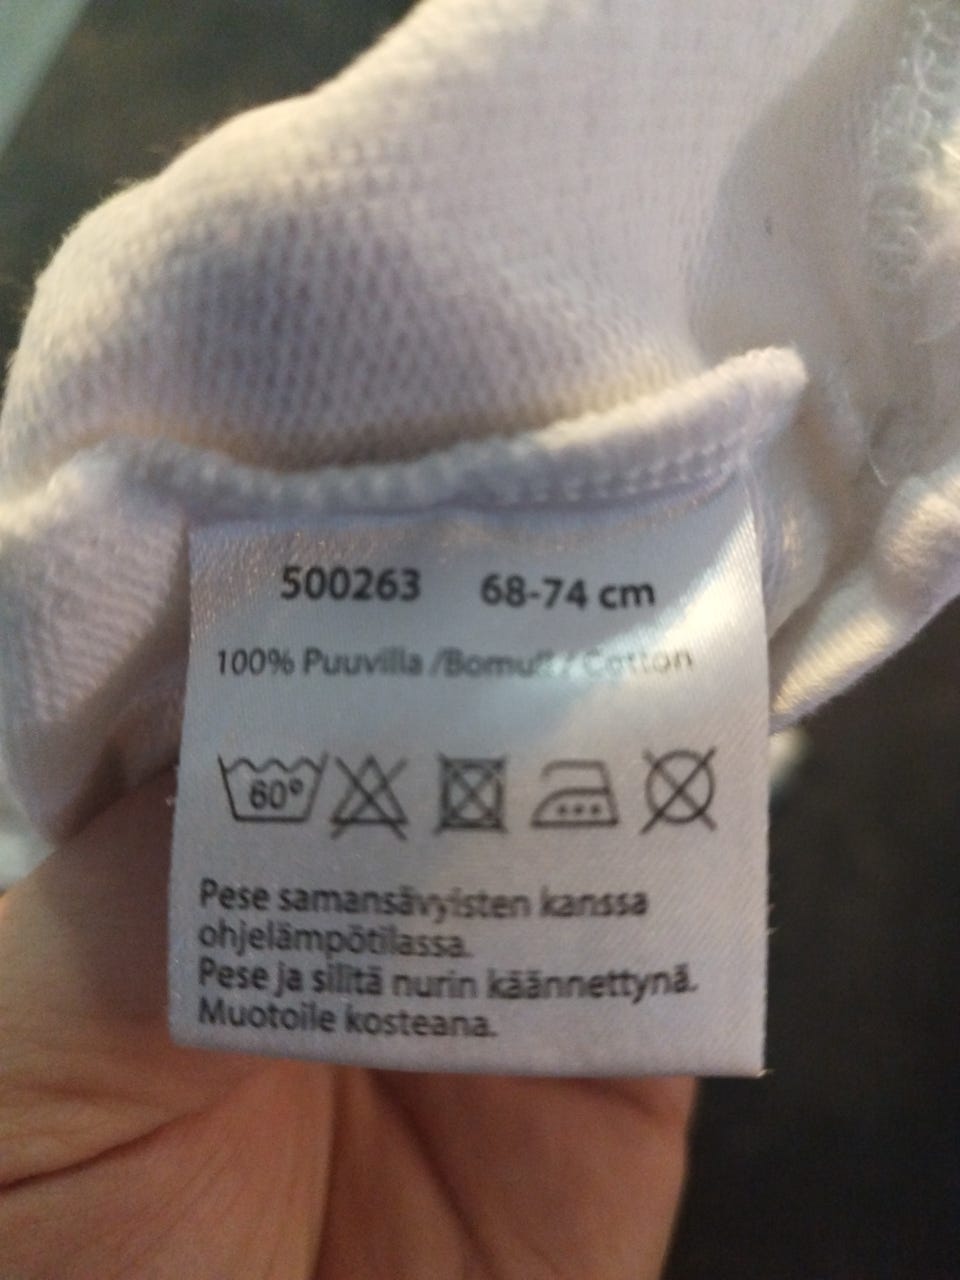 500263 68-74 cm
100% Puuvilla /Bomull / Cotton
60°
Pese samansävyisten kanssa
ohjelämpötilassa.
Pese ja silitä nurin käännettynä.
Muotoile kosteana.